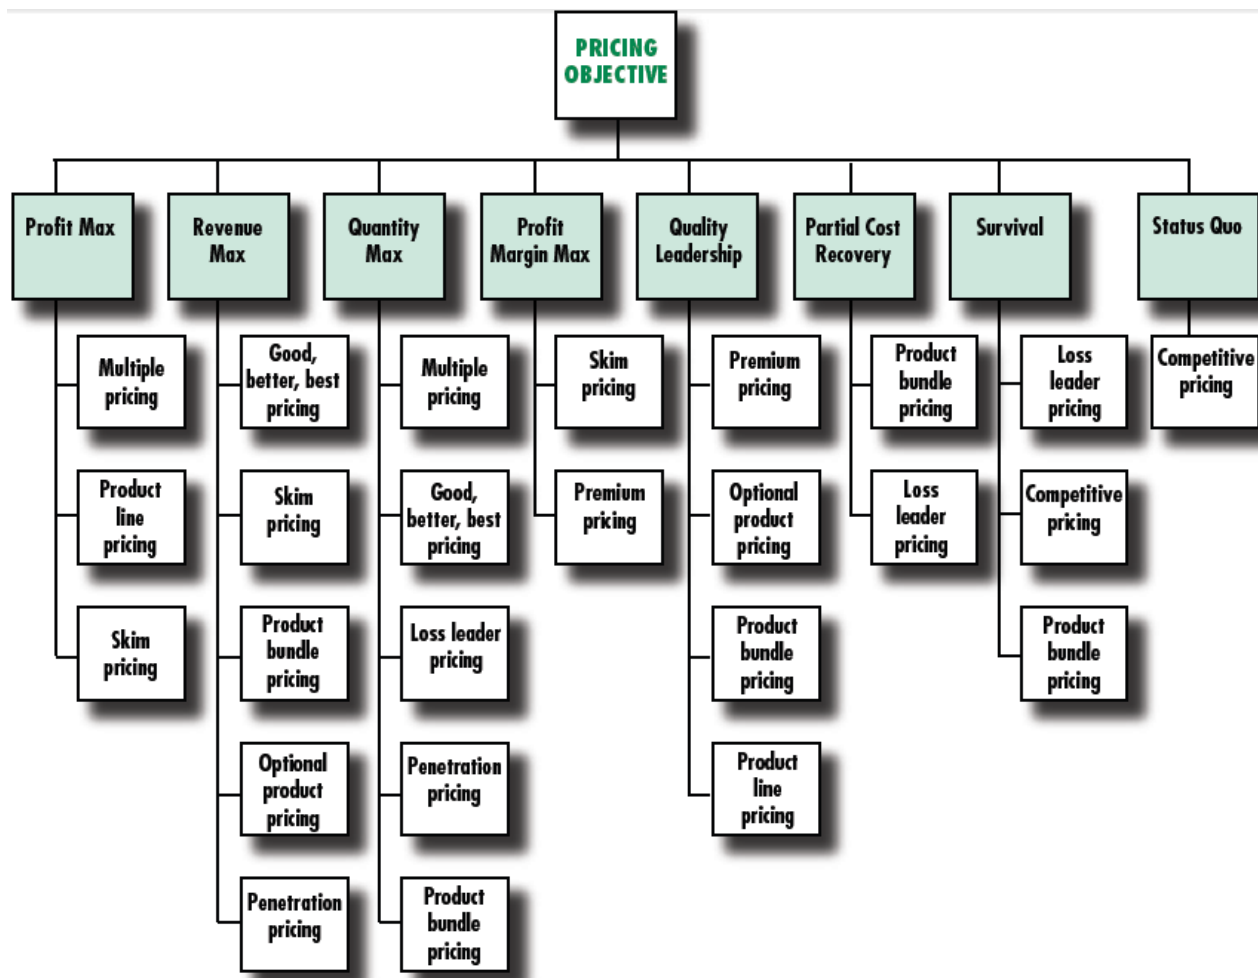 PRICING
OBJECTIVE
Profit Max
Revenue
Max
Quantity
Max
Profit
Margin Max
Quality
Leadership
Partial Cost
Recovery
Survival
Status Quo
Multiple
pricing
Product
line
pricing
Skim
pricing
Good,
better, best
pricing
Skim
pricing
Product
bundle
pricing
Optional
product
pricing
Penetration
pricing
Multiple
pricing
Good,
better, best
pricing
Loss leader
pricing
Penetration
pricing
Product
bundle
pricing
Skim
pricing
Premium
pricing
Premium
pricing
Optional
product
pricing
Product
bundle
pricing
Product
line
pricing
Product
bundle
pricing
Loss
leader
pricing
Loss
leader
pricing
Competitive
pricing
Product
bundle
pricing
Competitive
pricing